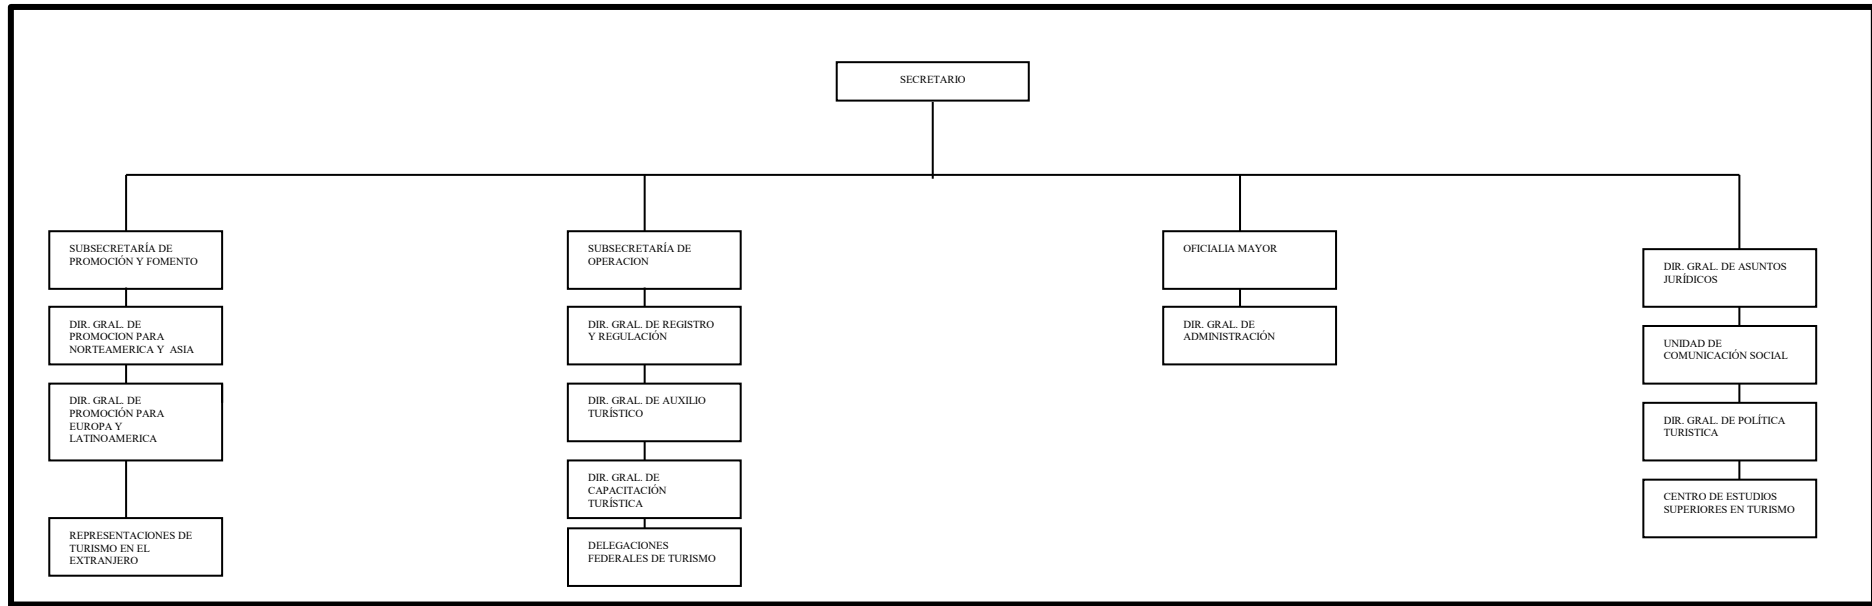 SECRETARIO
SUBSECRETARÍA DE
PROMOCIÓN Y FOMENTO
DIR. GRAL. DE
PROMOCION PARA
NORTEAMERICA Y ASIA
DIR. GRAL. DE
PROMOCIÓN PARA
EUROPA Y
LATINOAMERICA
REPRESENTACIONES DE
TURISMO EN EL
EXTRANJERO
SUBSECRETARÍA DE
OPERACION
DIR. GRAL. DE REGISTRO
Y REGULACIÓN
DIR. GRAL. DE AUXILIO
TURÍSTICO
DIR. GRAL. DE
CAPACITACIÓN
TURÍSTICA
DELEGACIONES
FEDERALES DE TURISMO
OFICIALIA MAYOR
DIR. GRAL. DE
ADMINISTRACIÓN
DIR. GRAL. DE ASUNTOS
JURÍDICOS
UNIDAD DE
COMUNICACIÓN SOCIAL
DIR. GRAL. DE POLÍTICA
TURISTICA
CENTRO DE ESTUDIOS
SUPERIORES EN TURISMO